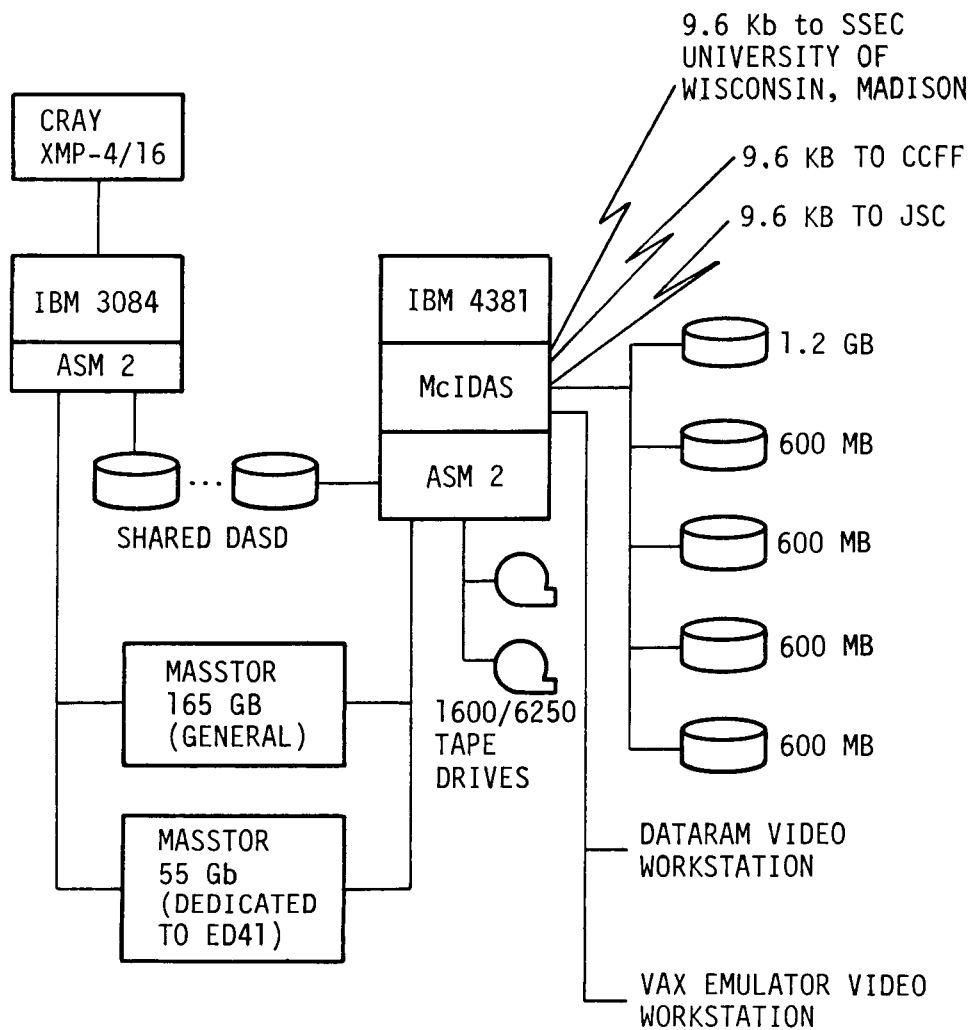 9.6 Kb to SSEC
UNIVERSITY OF
WISCONSIN, MADISON
CRAY
XMP-4/16
9.6 KB TO CCFF
9.6 KB TO JSC
IBM 3084
ASM 2
IBM 4381
McIDAS
ASM 2
1.2 GB
600 MB
600 MB
600 MB
600 MB
...
SHARED DASD
MASSTOR
165 GB
(GENERAL)
1600/6250
TAPE
DRIVES
MASSTOR
55 Gb
(DEDICATED
TO ED41)
DATARAM VIDEO
WORKSTATION
VAX EMULATOR VIDEO
WORKSTATION